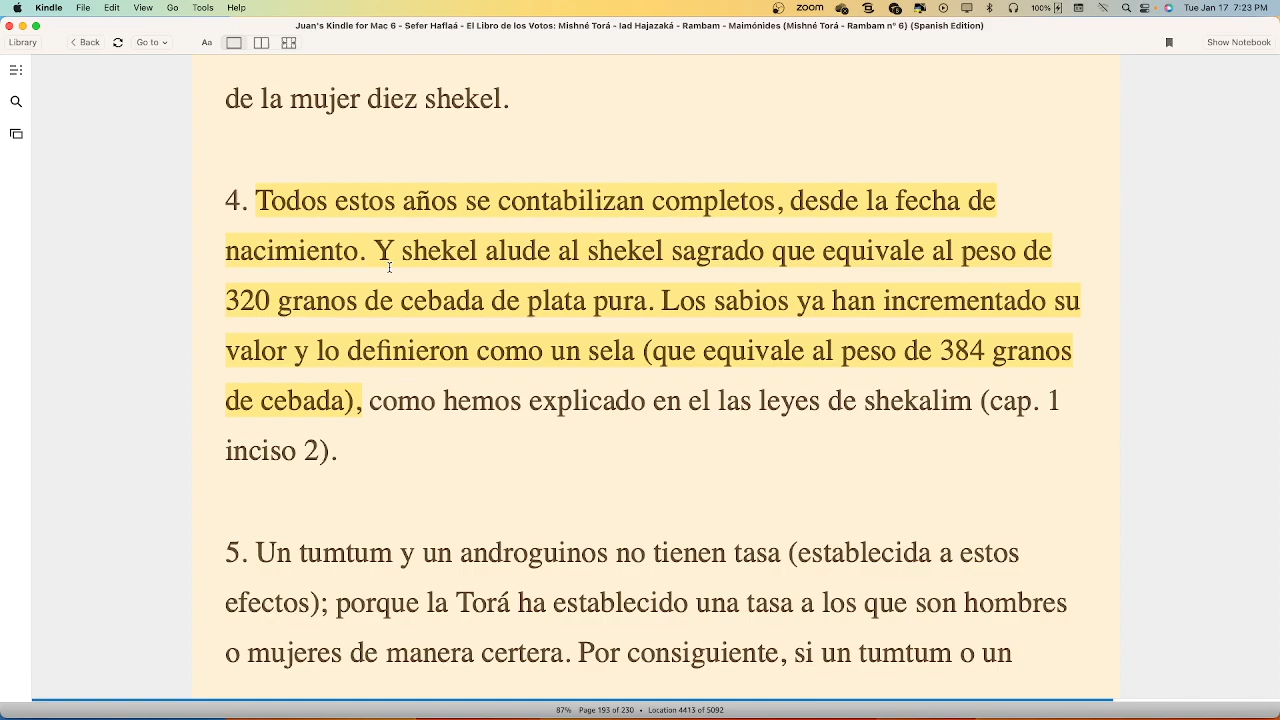 Kindle File Edit View Go Tools Help zoom 100% Tue Jan 17 7:23 PM
Juan's Kindle for Mac 6 - Sefer Haflaá - El Libro de los Votos: Mishné Torá - Iad Hajazaká - Rambam - Maimónides (Mishné Torá - Rambam nº 6) (Spanish Edition)
Library Back Go to Aa Show Notebook
de la mujer diez shekel.
4. Todos estos años se contabilizan completos, desde la fecha de
nacimiento. Y shekel alude al shekel sagrado que equivale al peso de
320 granos de cebada de plata pura. Los sabios ya han incrementado su
valor y lo definieron como un sela (que equivale al peso de 384 granos
de cebada), como hemos explicado en el las leyes de shekalim (cap. 1
inciso 2).
5. Un tumtum y un androguinos no tienen tasa (establecida a estos
efectos); porque la Torá ha establecido una tasa a los que son hombres
o mujeres de manera certera. Por consiguiente, si un tumtum o un
87% Page 193 of 230 • Location 4413 of 5092